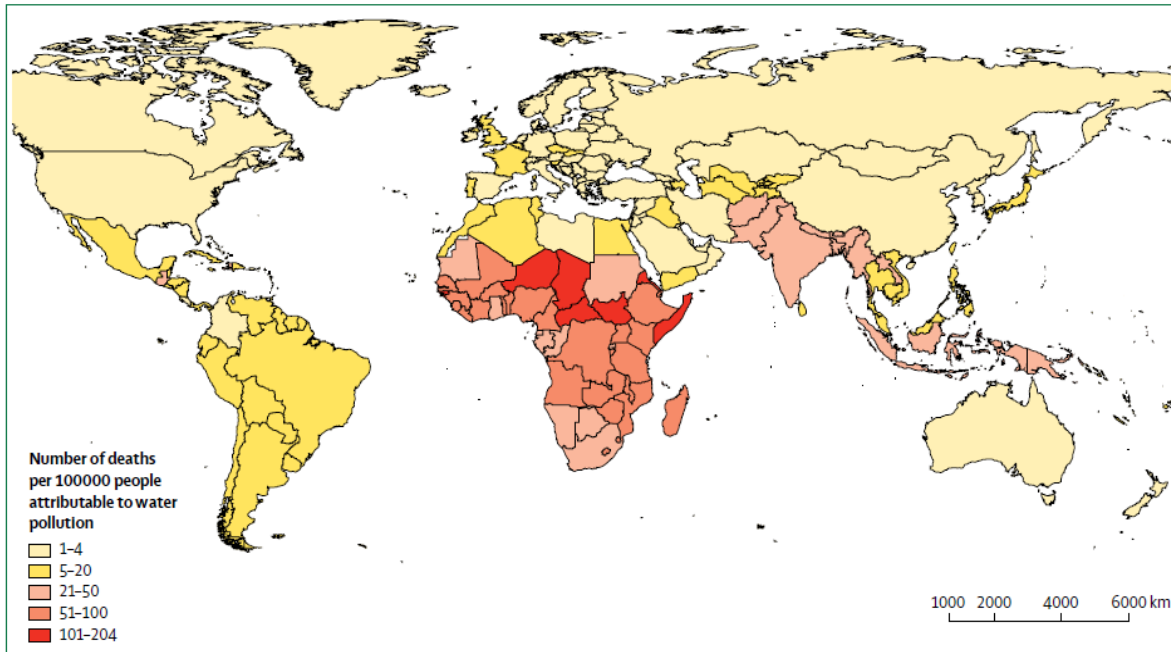 Number of deaths
per 100000 people
attributable to water
pollution
1–4
5–20
21–50
51–100
101–204
1000 2000 4000 6000 km